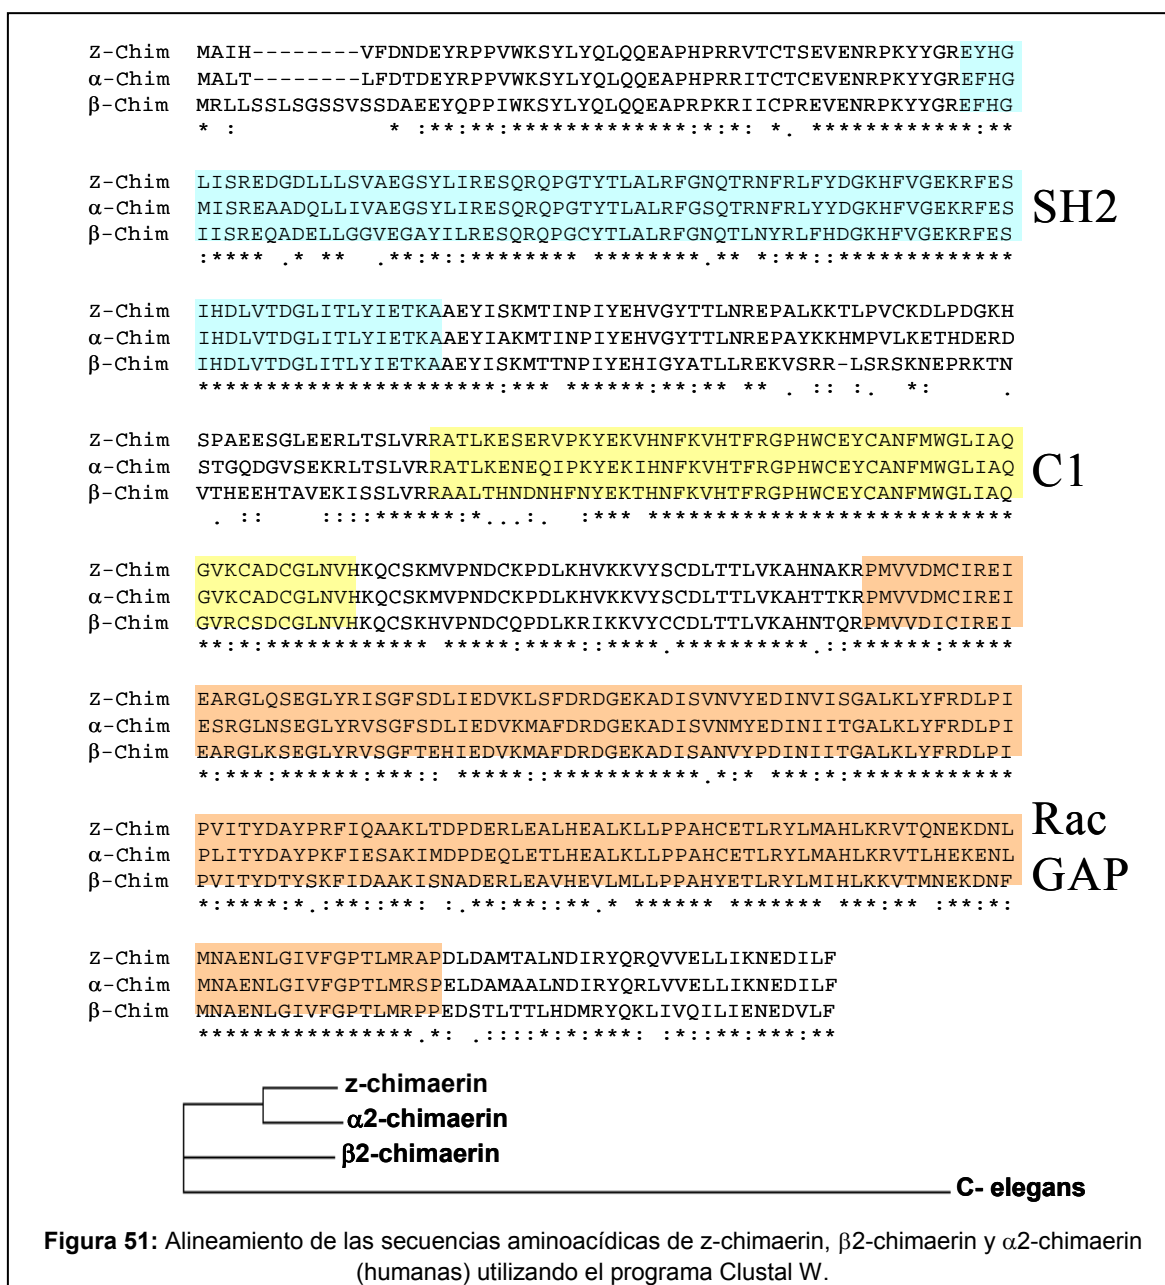 Z-Chim MAIH--------VFDNDEYRPPVWKSYLYQLQQEAPHPRRVTCTSEVENRPKYYGREYHG
α-Chim MALT--------LFDTDEYRPPVWKSYLYQLQQEAPHPRRITCTCEVENRPKYYGREFHG
β-Chim MRLLSSLSGSSVSSDAEEYQPPIWKSYLYQLQQEAPRPKRIICPREVENRPKYYGREFHG
* :           * :**:**:*************:*:*: *. ************:**
Z-Chim LISREDGDLLLSVAEGSYLIRESQRQPGTYTLALRFGNQTRNFRLFYDGKHFVGEKRFES
α-Chim MISREAADQLLIVAEGSYLIRESQRQPGTYTLALRFGSQTRNFRLYYDGKHFVGEKRFES
β-Chim IISREQADELLGGVEGAYILRESQRQPGCYTLALRFGNQTLNYRLFHDGKHFVGEKRFES
:**** .* **  .**:*::******** ********.** *:**::*************
SH2
Z-Chim IHDLVTDGLITLYIETKAAEYISKMTINPIYEHVGYTTLNREPALKKTLPVCKDLPDGKH
α-Chim IHDLVTDGLITLYIETKAAEYIAKMTINPIYEHVGYTTLNREPAYKKHMPVLKETHDERD
β-Chim IHDLVTDGLITLYIETKAAEYISKMTTNPIYEHIGYATLLREKVSRR-LSRSKNEPRKTN
**********************:*** ******:**:** ** . :: :.  *:     .
Z-Chim SPAEESGLEERLTSLVRRATLKESERVPKYEKVHNFKVHTFRGPHWCEYCANFMWGLIAQ
α-Chim STGQDGVSEKRLTSLVRRATLKENEQIPKYEKIHNFKVHTFRGPHWCEYCANFMWGLIAQ
β-Chim VTHEEHTAVEKISSLVRRAALTHNDNHFNYEKTHNFKVHTFRGPHWCEYCANFMWGLIAQ
. ::    ::::******:*...:.  :*** ***************************
C1
Z-Chim GVKCADCGLNVHKQCSKMVPNDCKPDLKHVKKVYSCDLTTLVKAHNAKRPMVVDMCIREI
α-Chim GVKCADCGLNVHKQCSKMVPNDCKPDLKHVKKVYSCDLTTLVKAHTTKRPMVVDMCIREI
β-Chim GVRCSDCGLNVHKQCSKHVPNDCQPDLKRIKKVYCCDLTTLVKAHNTQRPMVVDICIREI
**:*:************ *****:****::****.**********.::******:*****
Z-Chim EARGLQSEGLYRISGFSDLIEDVKLSFDRDGEKADISVNVYEDINVISGALKLYFRDLPI
α-Chim ESRGLNSEGLYRVSGFSDLIEDVKMAFDRDGEKADISVNMYEDINIITGALKLYFRDLPI
β-Chim EARGLKSEGLYRVSGFTEHIEDVKMAFDRDGEKADISANVYPDINIITGALKLYFRDLPI
*:***:******:***:: *****::***********.*:* ***:*:************
Z-Chim PVITYDAYPRFIQAAKLTDPDERLEALHEALKLLPPAHCETLRYLMAHLKRVTQNEKDNL
α-Chim PLITYDAYPKFIESAKIMDPDEQLETLHEALKLLPPAHCETLRYLMAHLKRVTLHEKENL
β-Chim PVITYDTYSKFIDAAKISNADERLEAVHEVLMLLPPAHYETLRYLMIHLKKVTMNEKDNF
*:****:*.:**::**: :.**:**::**.* ****** ******* ***:** :**:*:
Rac
GAP
Z-Chim MNAENLGIVFGPTLMRAPDLDAMTALNDIRYQRQVVELLIKNEDILF
α-Chim MNAENLGIVFGPTLMRSPELDAMAALNDIRYQRLVVELLIKNEDILF
β-Chim MNAENLGIVFGPTLMRPPEDSTLTTLHDMRYQKLIVQILIENEDVLF
****************.*: .::::*:*:***: :*::**:***:**
z-chimaerin
α2-chimaerin
β2-chimaerin
C- elegans
Figura 51: Alineamiento de las secuencias aminoacídicas de z-chimaerin, β2-chimaerin y α2-chimaerin
(humanas) utilizando el programa Clustal W.